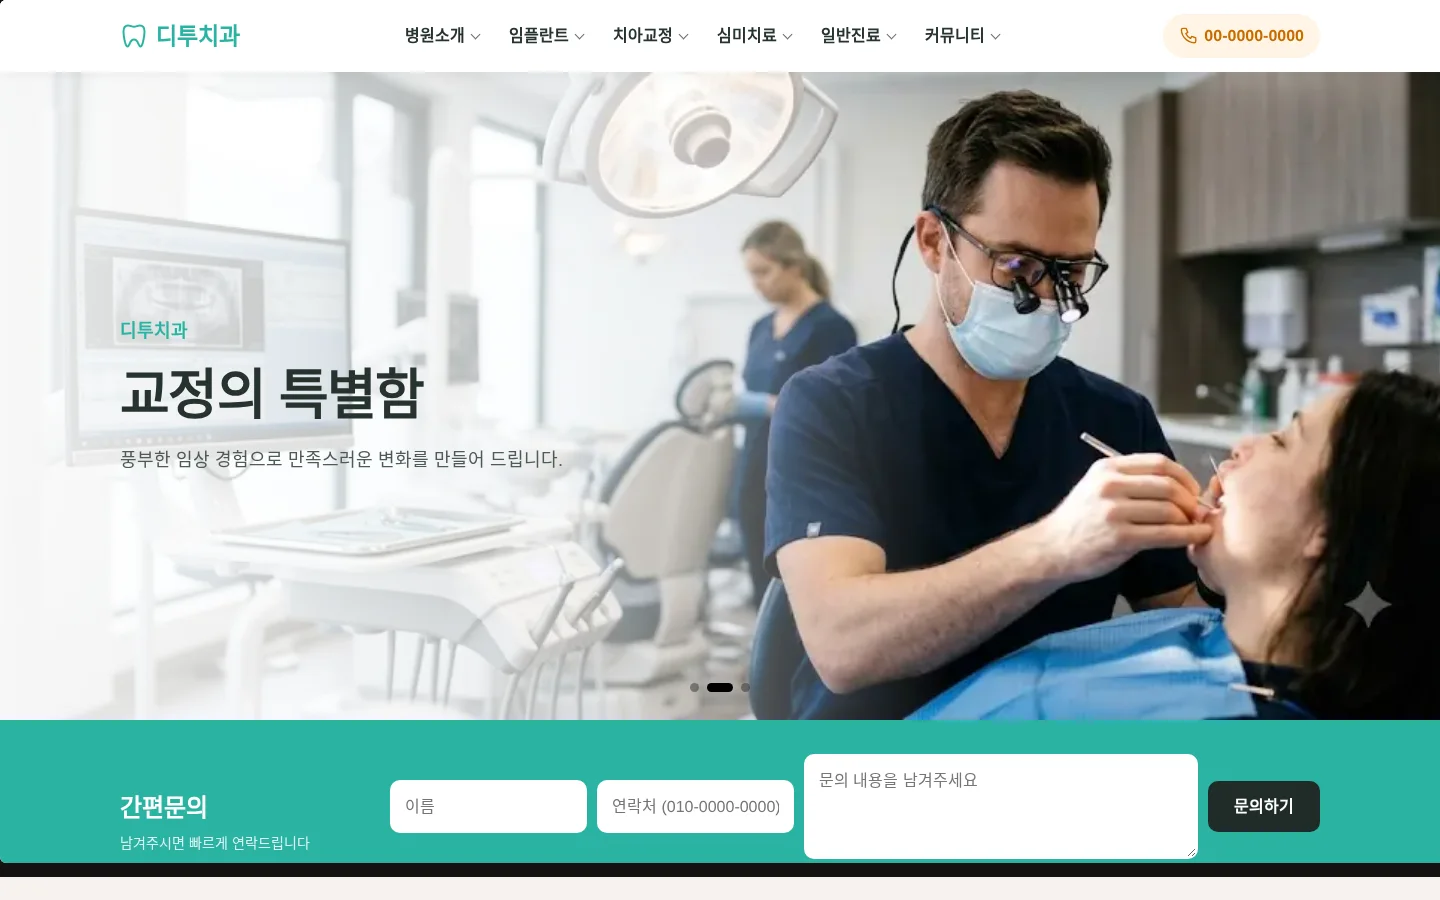 디투치과
병원소개
임플란트
치아교정
심미치료
일반진료
커뮤니티
00-0000-0000
디투치과
교정의 특별함
풍부한 임상 경험으로 만족스러운 변화를 만들어 드립니다.
간편문의
남겨주시면 빠르게 연락드립니다
이름
연락처 (010-0000-0000)
문의 내용을 남겨주세요
문의하기